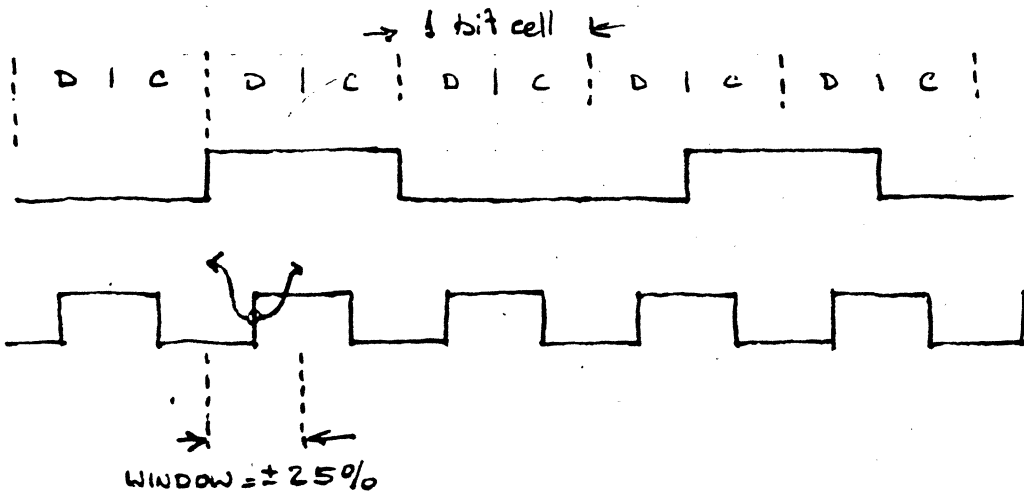 → 1 bit cell ←
D | C D | C D | C D | C D | C
WINDOW = ± 25%